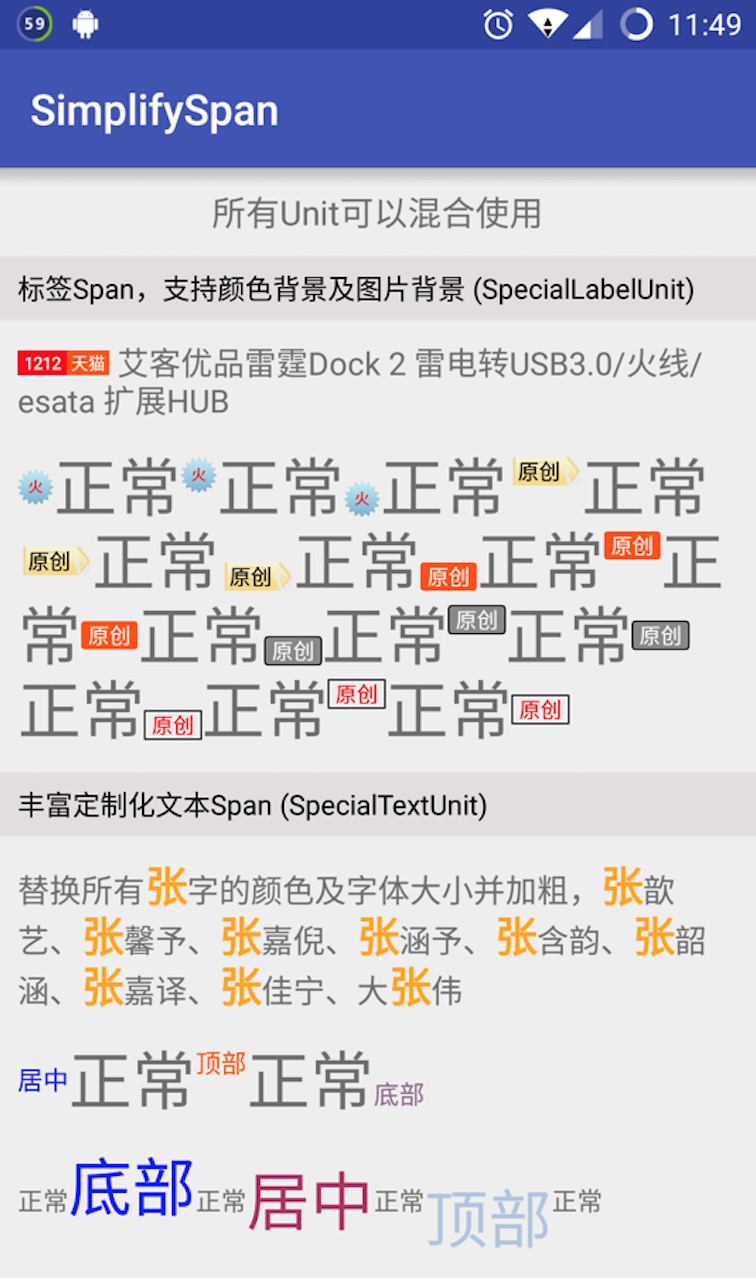 59 11:49
SimplifySpan
所有Unit可以混合使用
标签Span，支持颜色背景及图片背景 (SpecialLabelUnit)
1212 天猫 艾客优品雷霆Dock 2 雷电转USB3.0/火线/
esata 扩展HUB
火正常火正常火正常原创正常
原创正常原创正常原创正常原创正
常原创正常原创正常原创正常原创
正常原创正常原创正常原创
丰富定制化文本Span (SpecialTextUnit)
替换所有张字的颜色及字体大小并加粗，张歆
艺、张馨予、张嘉倪、张涵予、张含韵、张韶
涵、张嘉译、张佳宁、大张伟
居中正常顶部正常底部
正常底部正常居中正常顶部正常